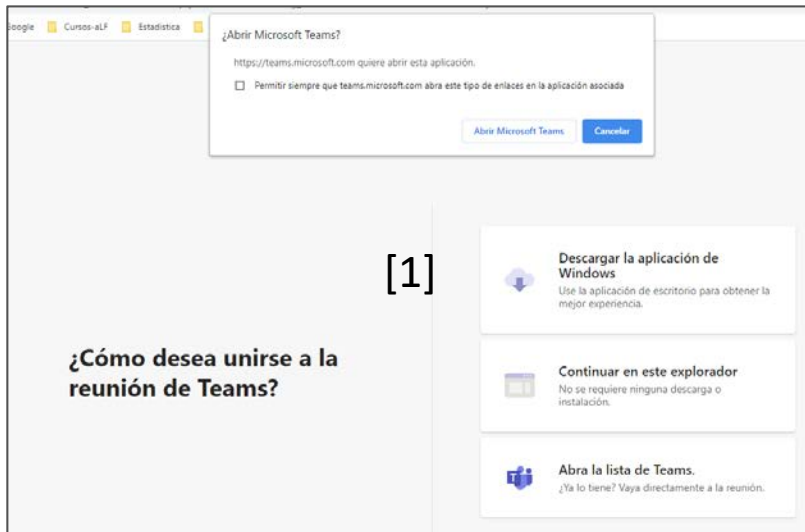 Google Cursos-aLF Estadistica
¿Abrir Microsoft Teams?
https://teams.microsoft.com quiere abrir esta aplicación.
Permitir siempre que teams.microsoft.com abra este tipo de enlaces en la aplicación asociada
Abrir Microsoft Teams Cancelar
[1]
¿Cómo desea unirse a la
reunión de Teams?
Descargar la aplicación de
Windows
Use la aplicación de escritorio para obtener la
mejor experiencia.
Continuar en este explorador
No se requiere ninguna descarga o
instalación.
Abra la lista de Teams.
¿Ya lo tiene? Vaya directamente a la reunión.